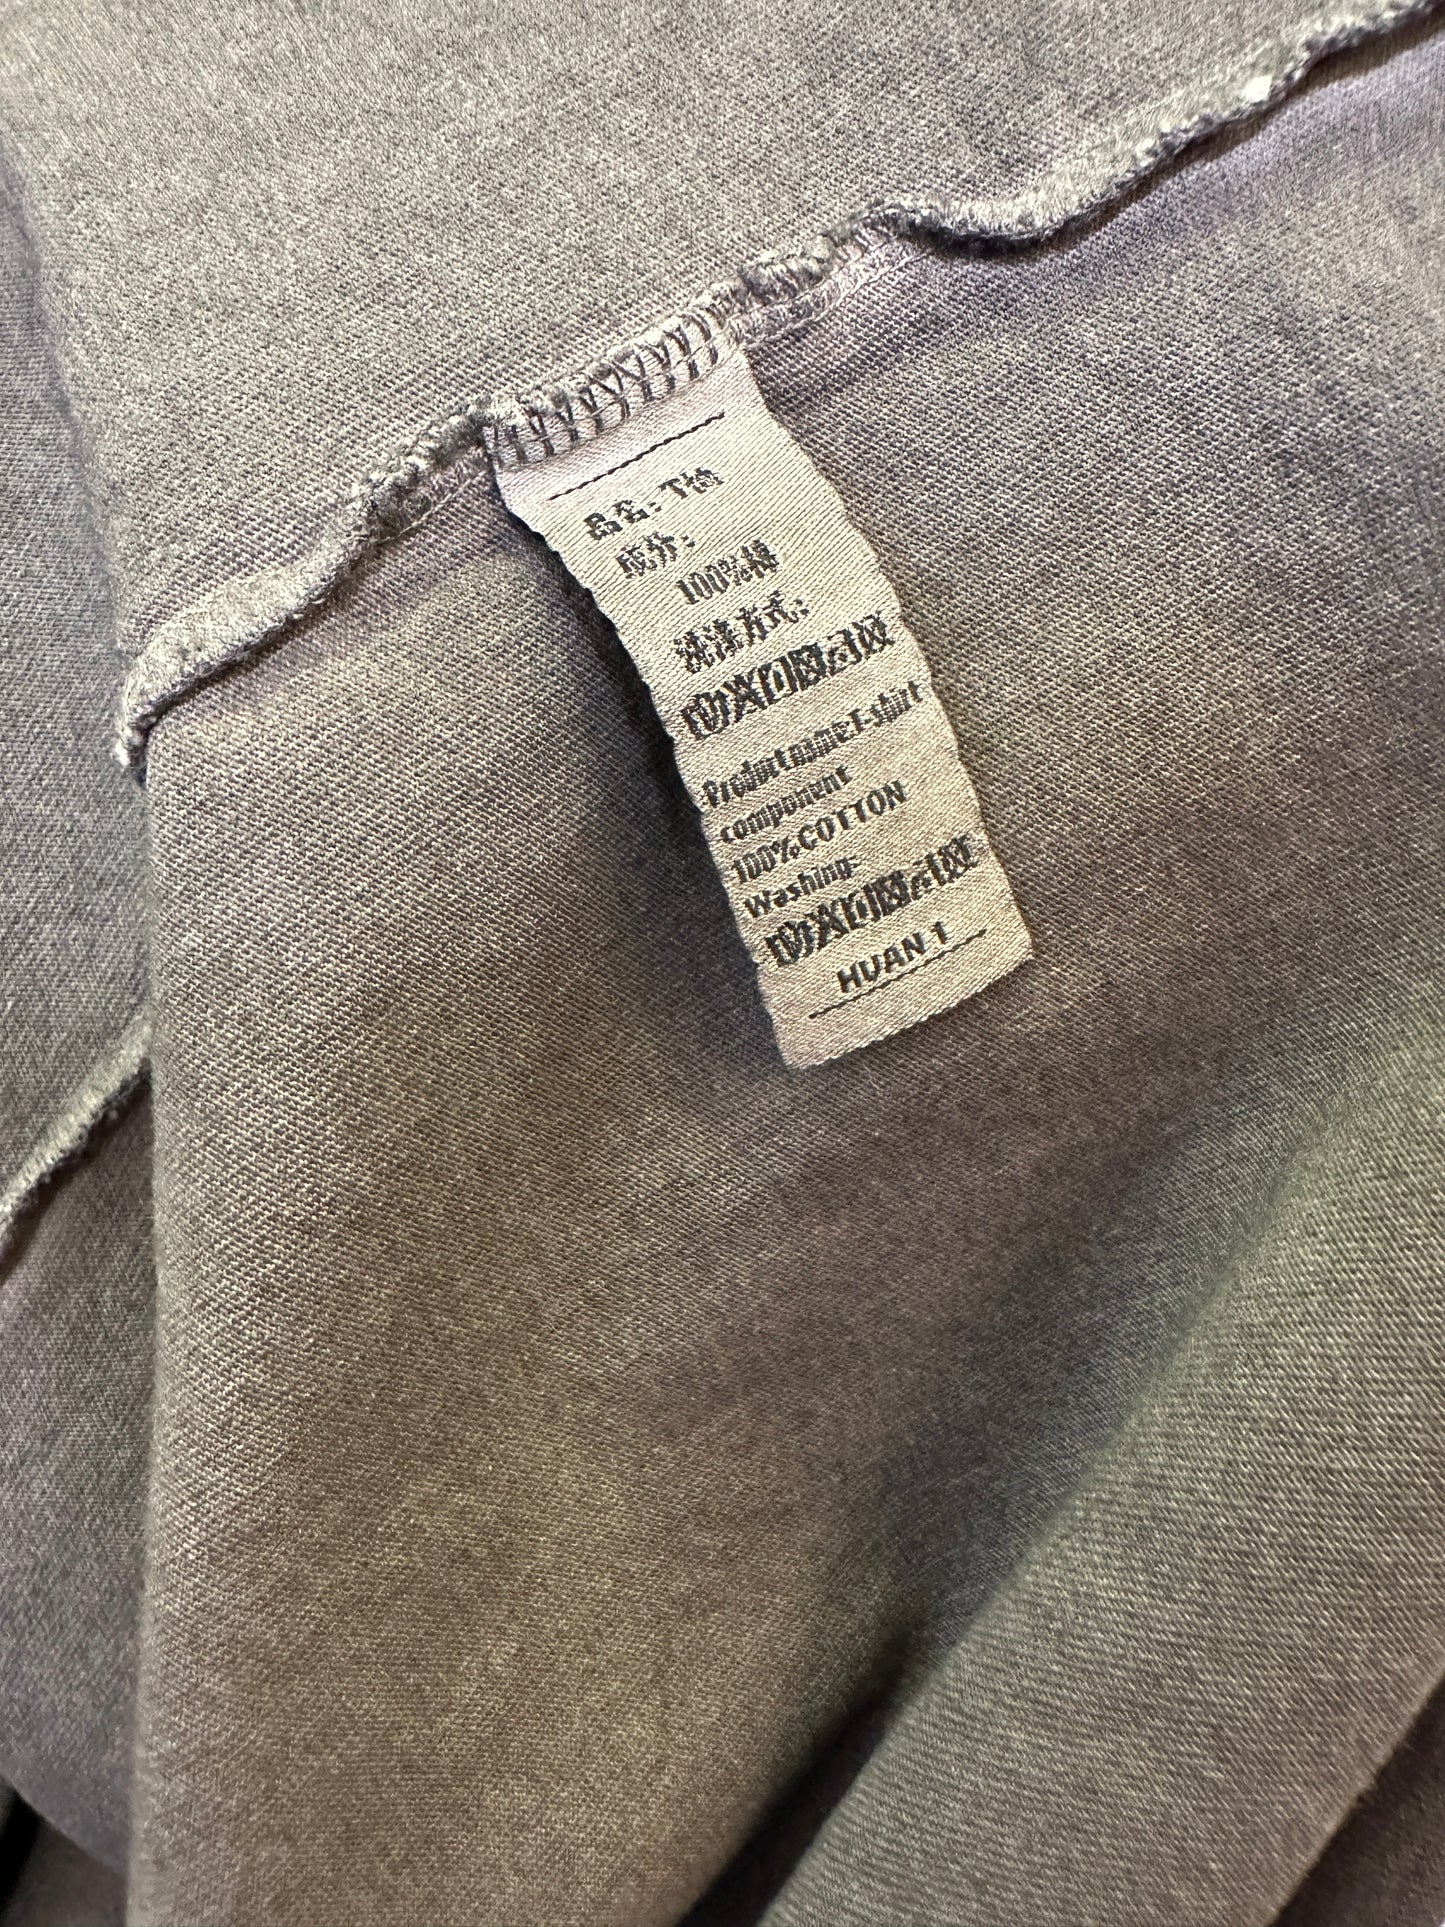 品名:T恤
成分:
100%棉
洗涤方式:
Product name:T-shirt
component
100%COTTON
Washing:
HUAN 1